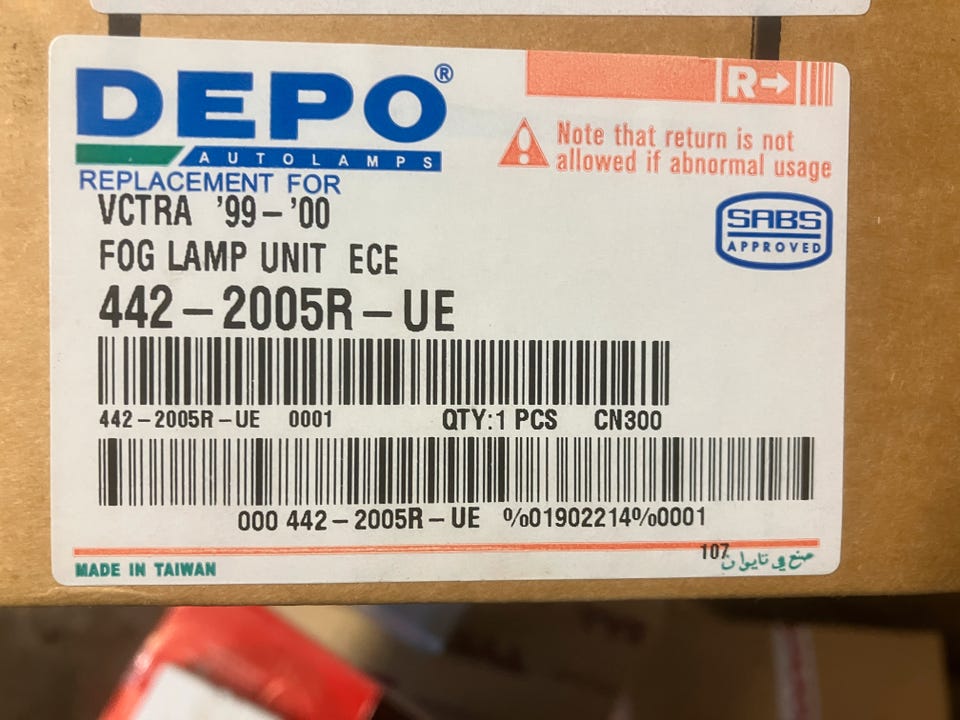 DEPO®
AUTOLAMPS
R→
Note that return is not
allowed if abnormal usage
REPLACEMENT FOR
VCTRA '99-'00
FOG LAMP UNIT ECE
442-2005R-UE
SABS
APPROVED
442-2005R-UE 0001 QTY:1 PCS CN300
000 442-2005R-UE %01902214%0001
107
MADE IN TAIWAN
صنع في تايوان